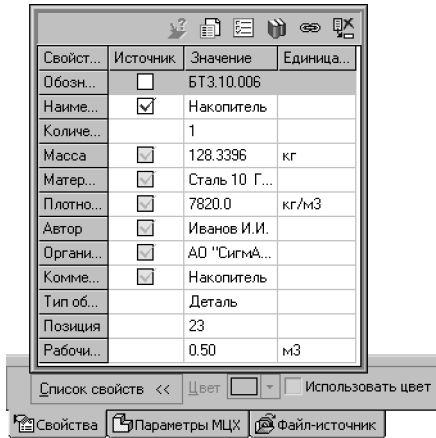 Свойст... Источник Значение Единица...
Обозн... БТ3.10.006
Наиме... Накопитель
Количе... 1
Масса 128.3396 кг
Матер... Сталь 10 Г...
Плотно... 7820.0 кг/м3
Автор Иванов И.И.
Органи... АО "СигмА...
Комме... Накопитель
Тип об... Деталь
Позиция 23
Рабочи... 0.50 м3
Список свойств << Цвет Использовать цвет
Свойства Параметры МЦХ Файл-источник